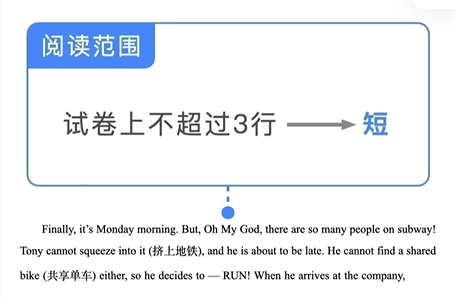 阅读范围
试卷上不超过3行 短
Finally, it's Monday morning. But, Oh My God, there are so many people on subway!
Tony cannot squeeze into it (挤上地铁), and he is about to be late. He cannot find a shared
bike (共享单车) either, so he decides to — RUN! When he arrives at the company,